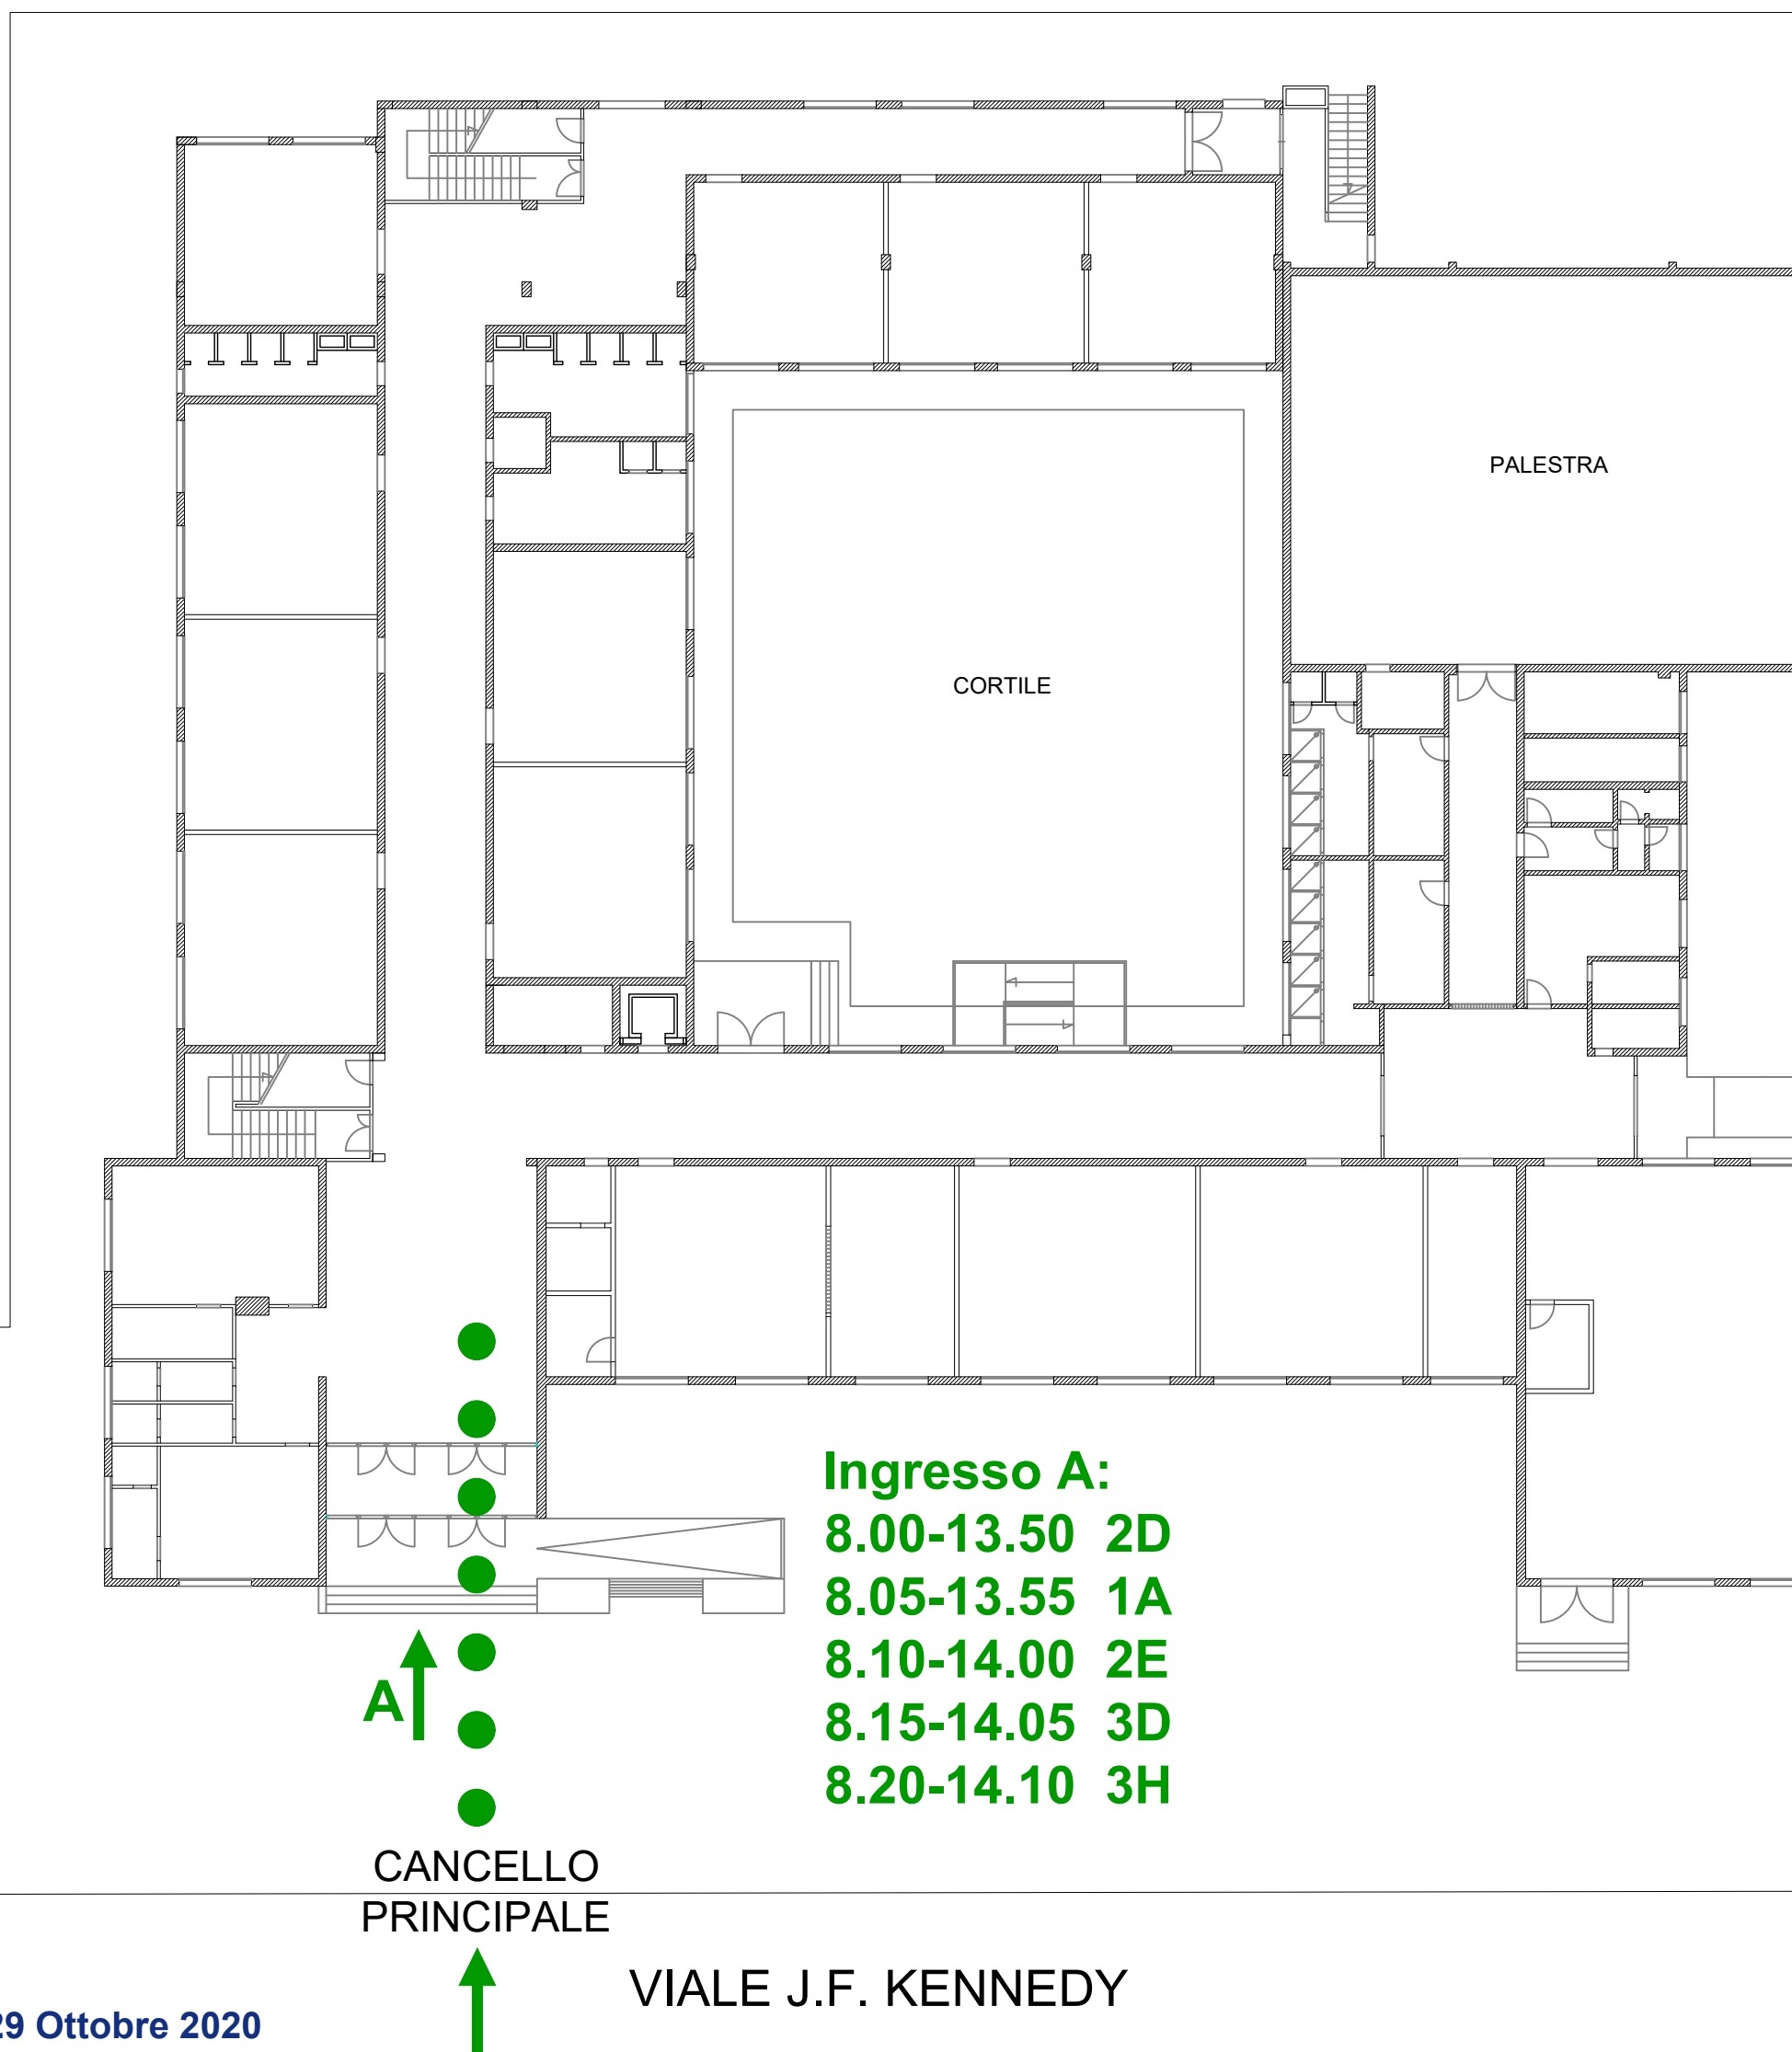 PALESTRA
CORTILE
Ingresso A:
8.00-13.50 2D
8.05-13.55 1A
8.10-14.00 2E
8.15-14.05 3D
8.20-14.10 3H
A
CANCELLO
PRINCIPALE
VIALE J.F. KENNEDY
29 Ottobre 2020